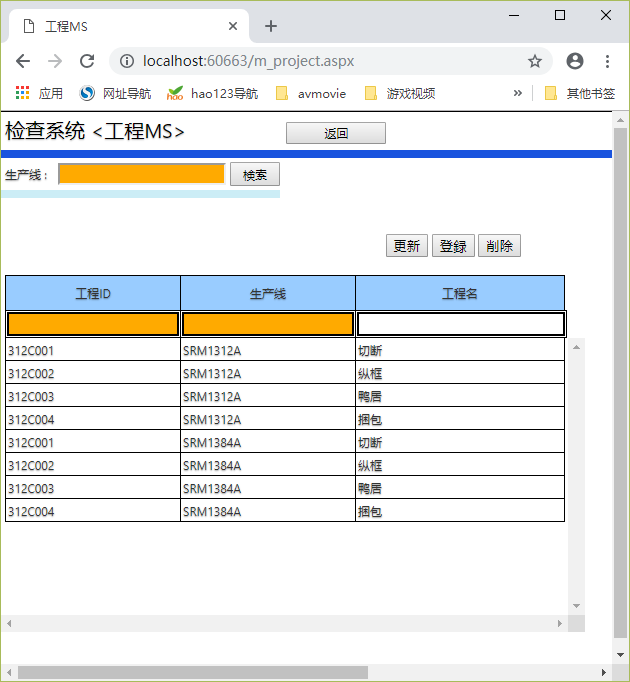 工程MS
localhost:60663/m_project.aspx
应用 网址导航 hao123导航 avmovie 游戏视频 » 其他书签
检查系统 <工程MS> 返回
生产线： 検索
更新 登録 削除
工程ID 生产线 工程名
312C001 SRM1312A 切断
312C002 SRM1312A 纵框
312C003 SRM1312A 鸭居
312C004 SRM1312A 捆包
312C001 SRM1384A 切断
312C002 SRM1384A 纵框
312C003 SRM1384A 鸭居
312C004 SRM1384A 捆包